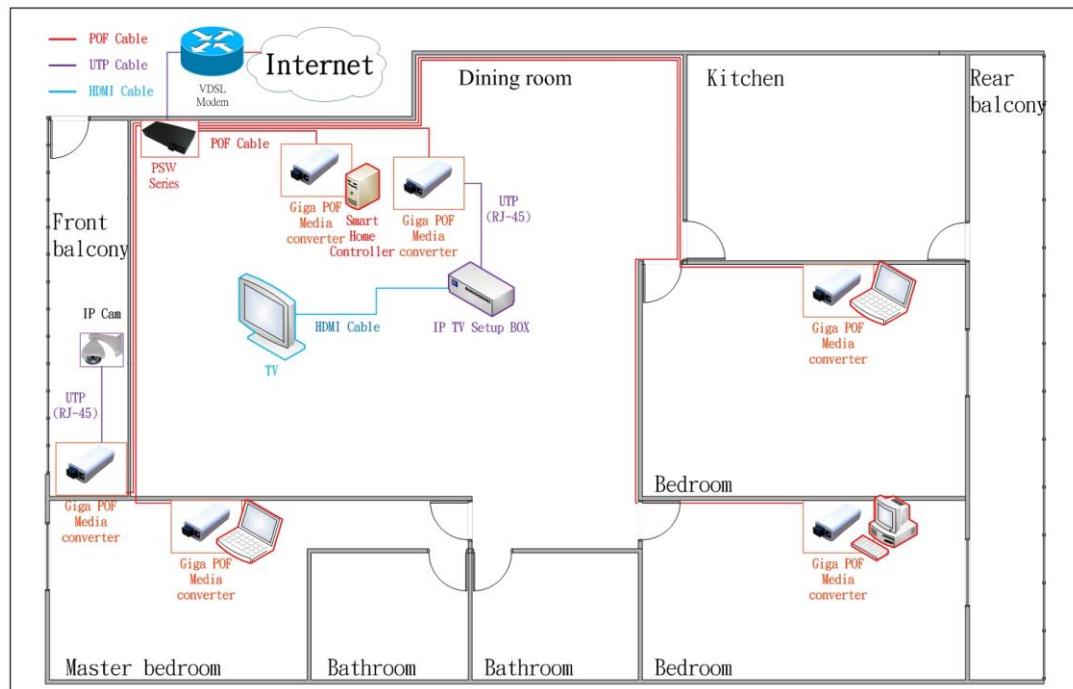 POF Cable
UTP Cable
HDMI Cable
VDSL
Modem
Internet
Dining room
Kitchen
Rear
balcony
PSW
Series
POF Cable
Giga POF
Media
converter
Smart
Home
Controller
Giga POF
Media
converter
UTP
(RJ-45)
Front
balcony
IP Cam
HDMI Cable
IP TV Setup BOX
TV
Giga POF
Media
converter
UTP
(RJ-45)
Bedroom
Giga POF
Media
converter
Giga POF
Media
converter
Giga POF
Media
converter
Master bedroom
Bathroom
Bathroom
Bedroom